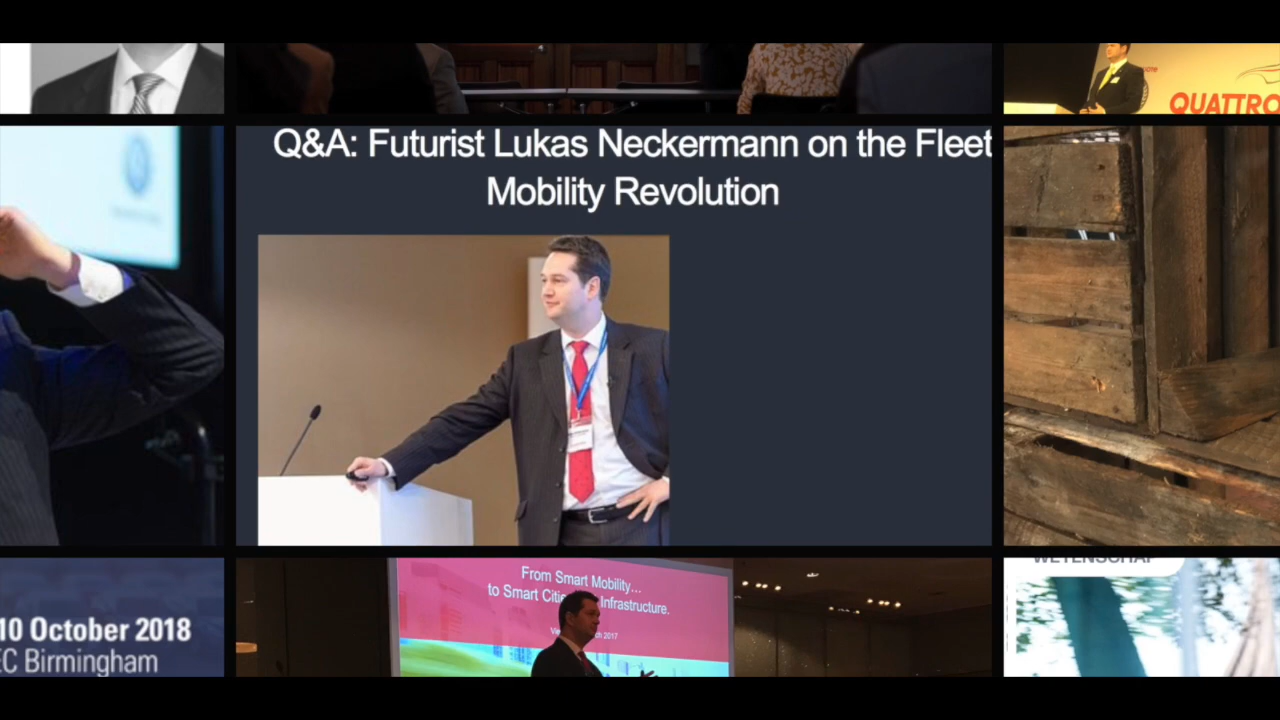 QUATTRO
Q&A: Futurist Lukas Neckermann on the Fleet
Mobility Revolution
WETENSCHAP
From Smart Mobility...
to Smart Infrastructure.
2017
10 October 2018
Birmingham